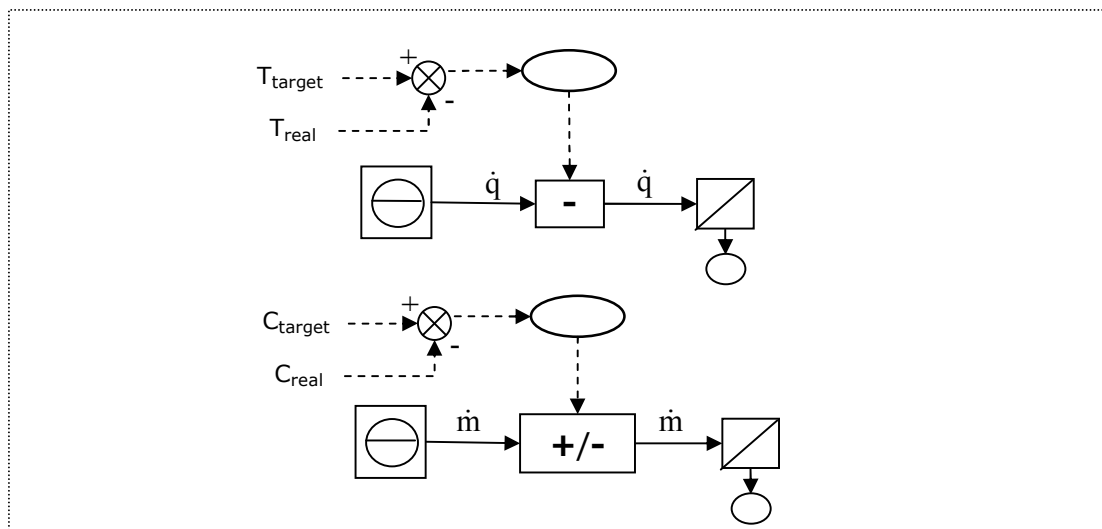 +
T_target
-
T_real
q̇ q̇
-
+
C_target
-
C_real
ṁ ṁ
+/-